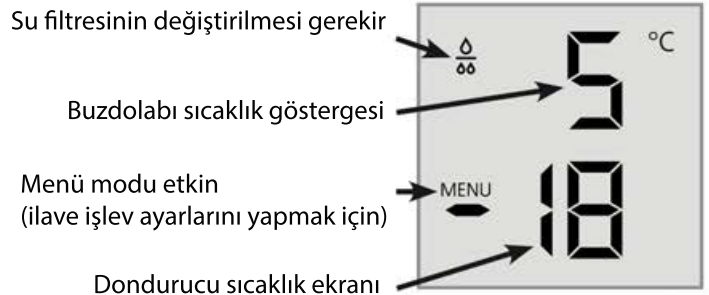 Su filtresinin değiştirilmesi gerekir
°C
5
Buzdolabı sıcaklık göstergesi
Menü modu etkin
(ilave işlev ayarlarını yapmak için)
MENU
-18
Dondurucu sıcaklık ekranı